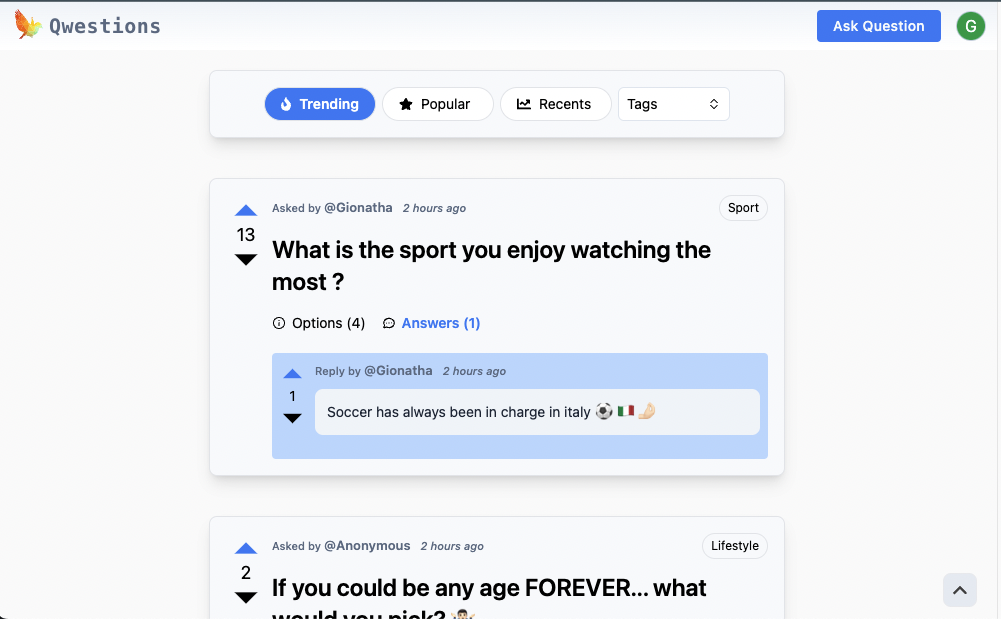 Qwestions
Ask Question
G
Trending
Popular
Recents
Tags
Asked by @Gionatha 2 hours ago
Sport
13
What is the sport you enjoy watching the
most ?
Options (4)
Answers (1)
Reply by @Gionatha 2 hours ago
1
Soccer has always been in charge in italy ⚽ 🇮🇹 🤌🏻
Asked by @Anonymous 2 hours ago
Lifestyle
2
If you could be any age FOREVER... what
would you pick? 🤷🏻‍♂️